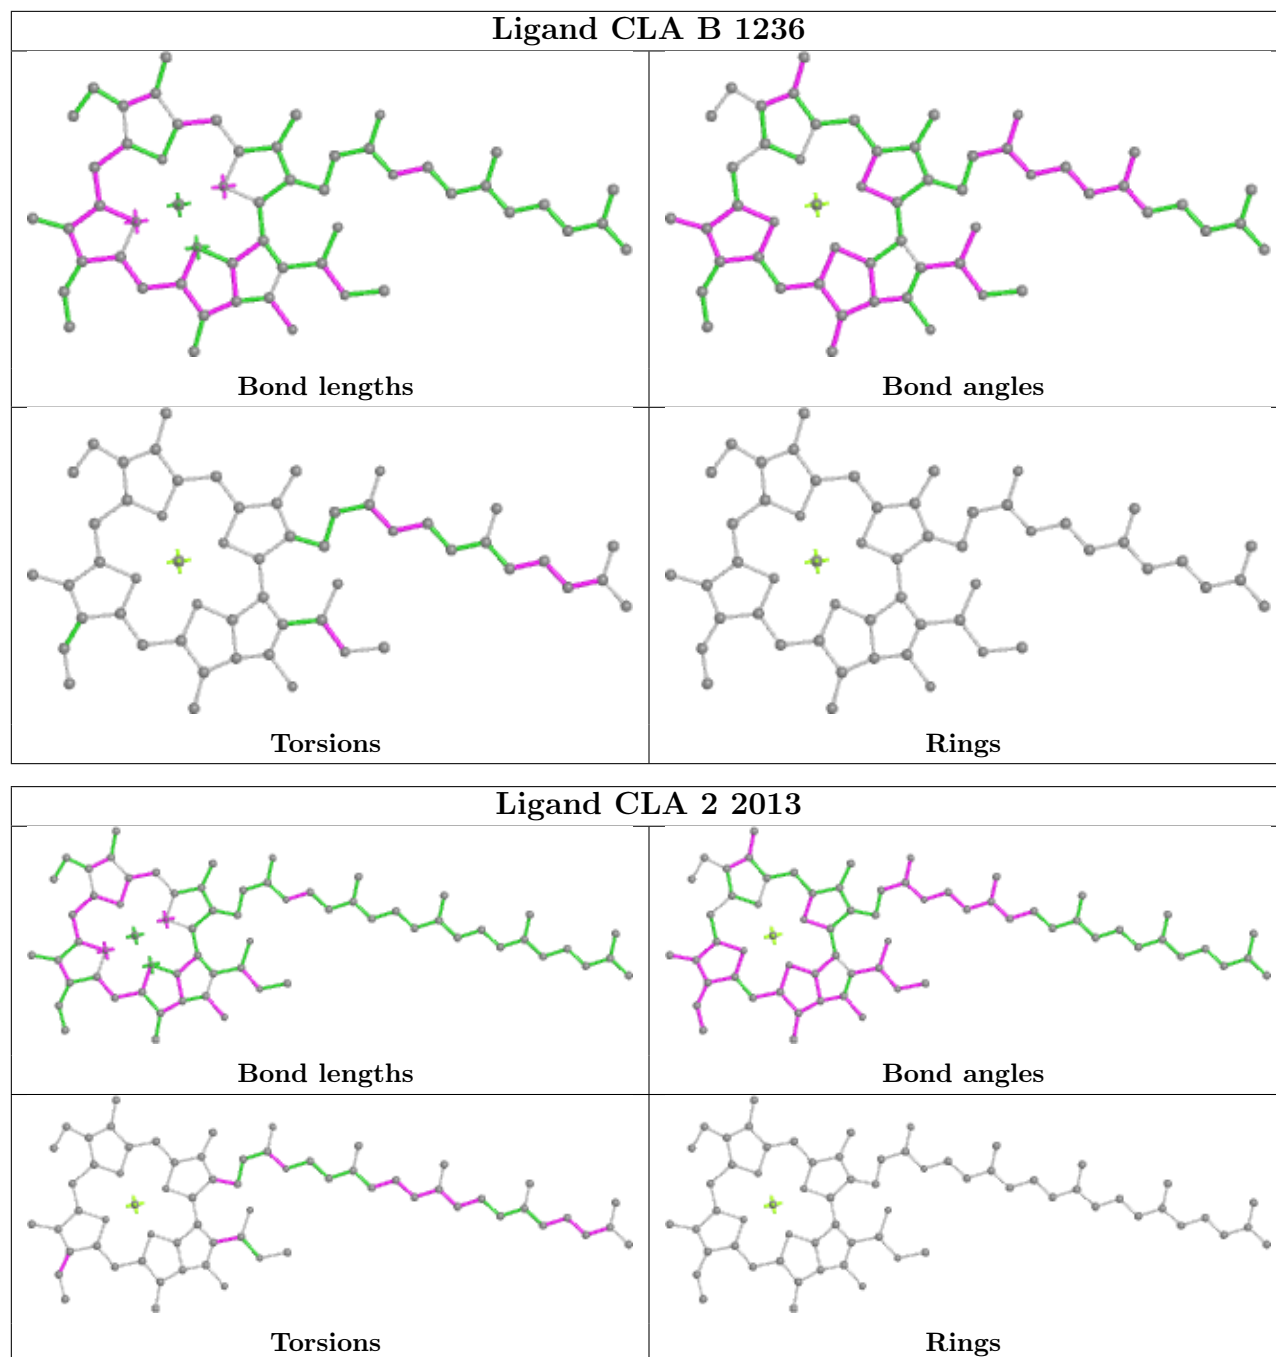 Ligand CLA B 1236
Bond lengths
Bond angles
Torsions
Rings
Ligand CLA 2 2013
Bond lengths
Bond angles
Torsions
Rings